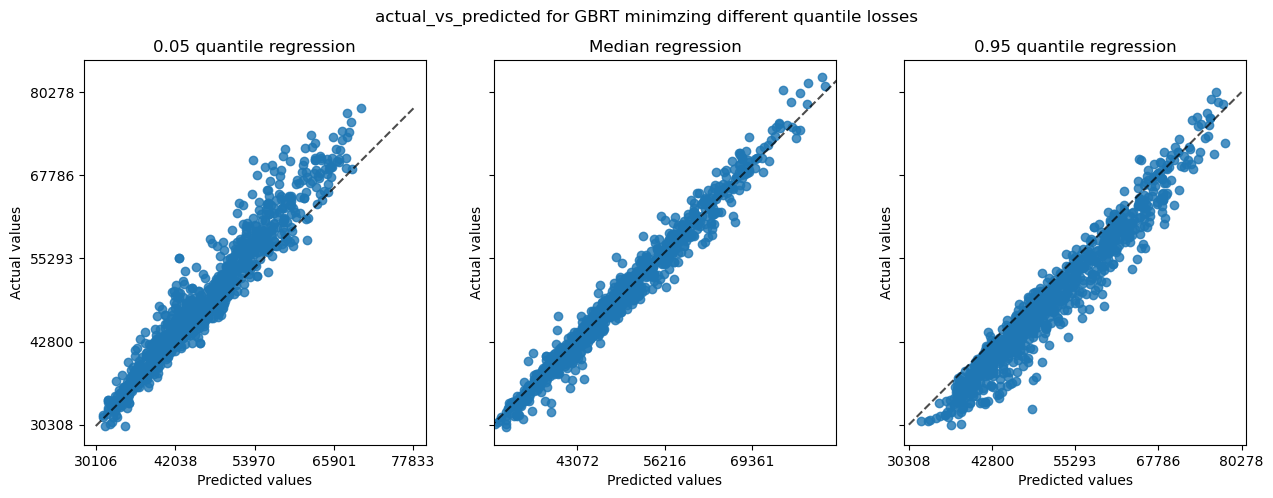 actual_vs_predicted for GBRT minimzing different quantile losses
0.05 quantile regression
Median regression
0.95 quantile regression
Actual values
80278
67786
55293
42800
30308
30106 42038 53970 65901 77833
Predicted values
Actual values
43072 56216 69361
Predicted values
Actual values
30308 42800 55293 67786 80278
Predicted values